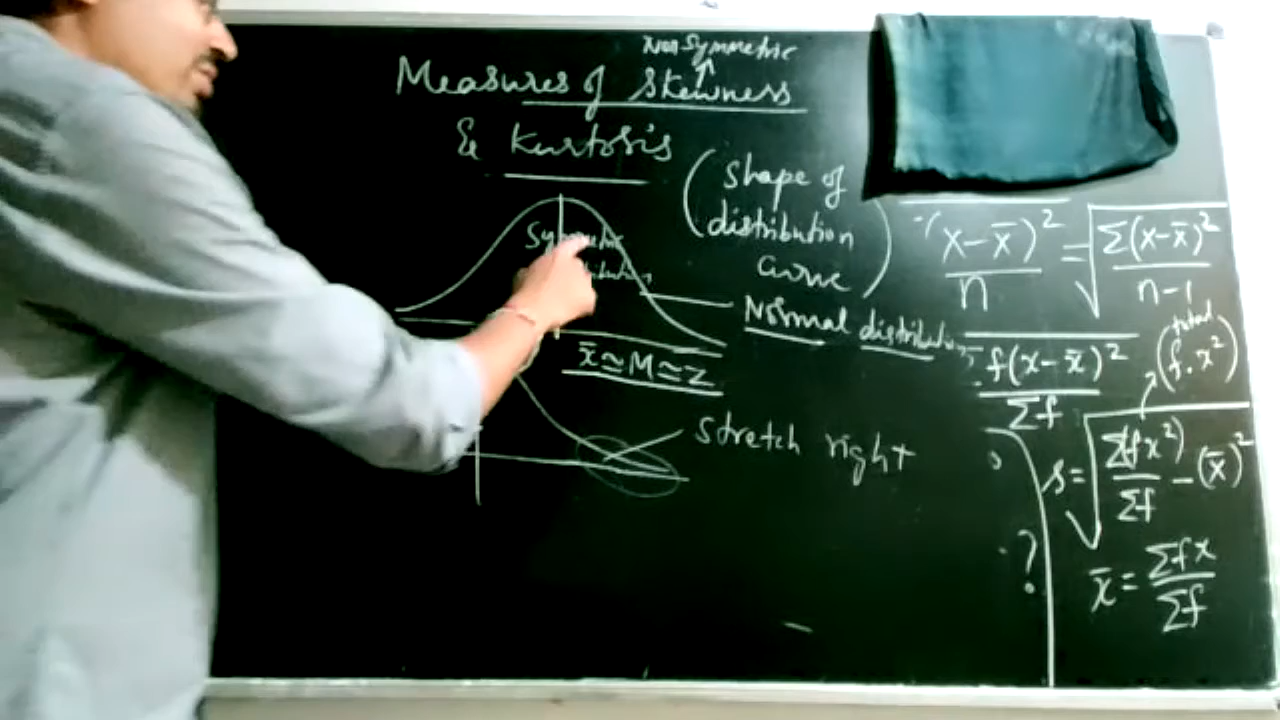 Non Symmetric
Measures of Skewness
& Kurtosis
(Shape of
distribution
Curve)
Normal distribution
x̄ ≃ M ≃ Z
Stretch right
(x-x̄)²/n = √Σ(x-x̄)²/n-1
f(x-x̄)²/Σf
total
(f.x²)
s = √(Σfx²)/Σf - (x̄)²
?
x̄ = Σfx/Σf